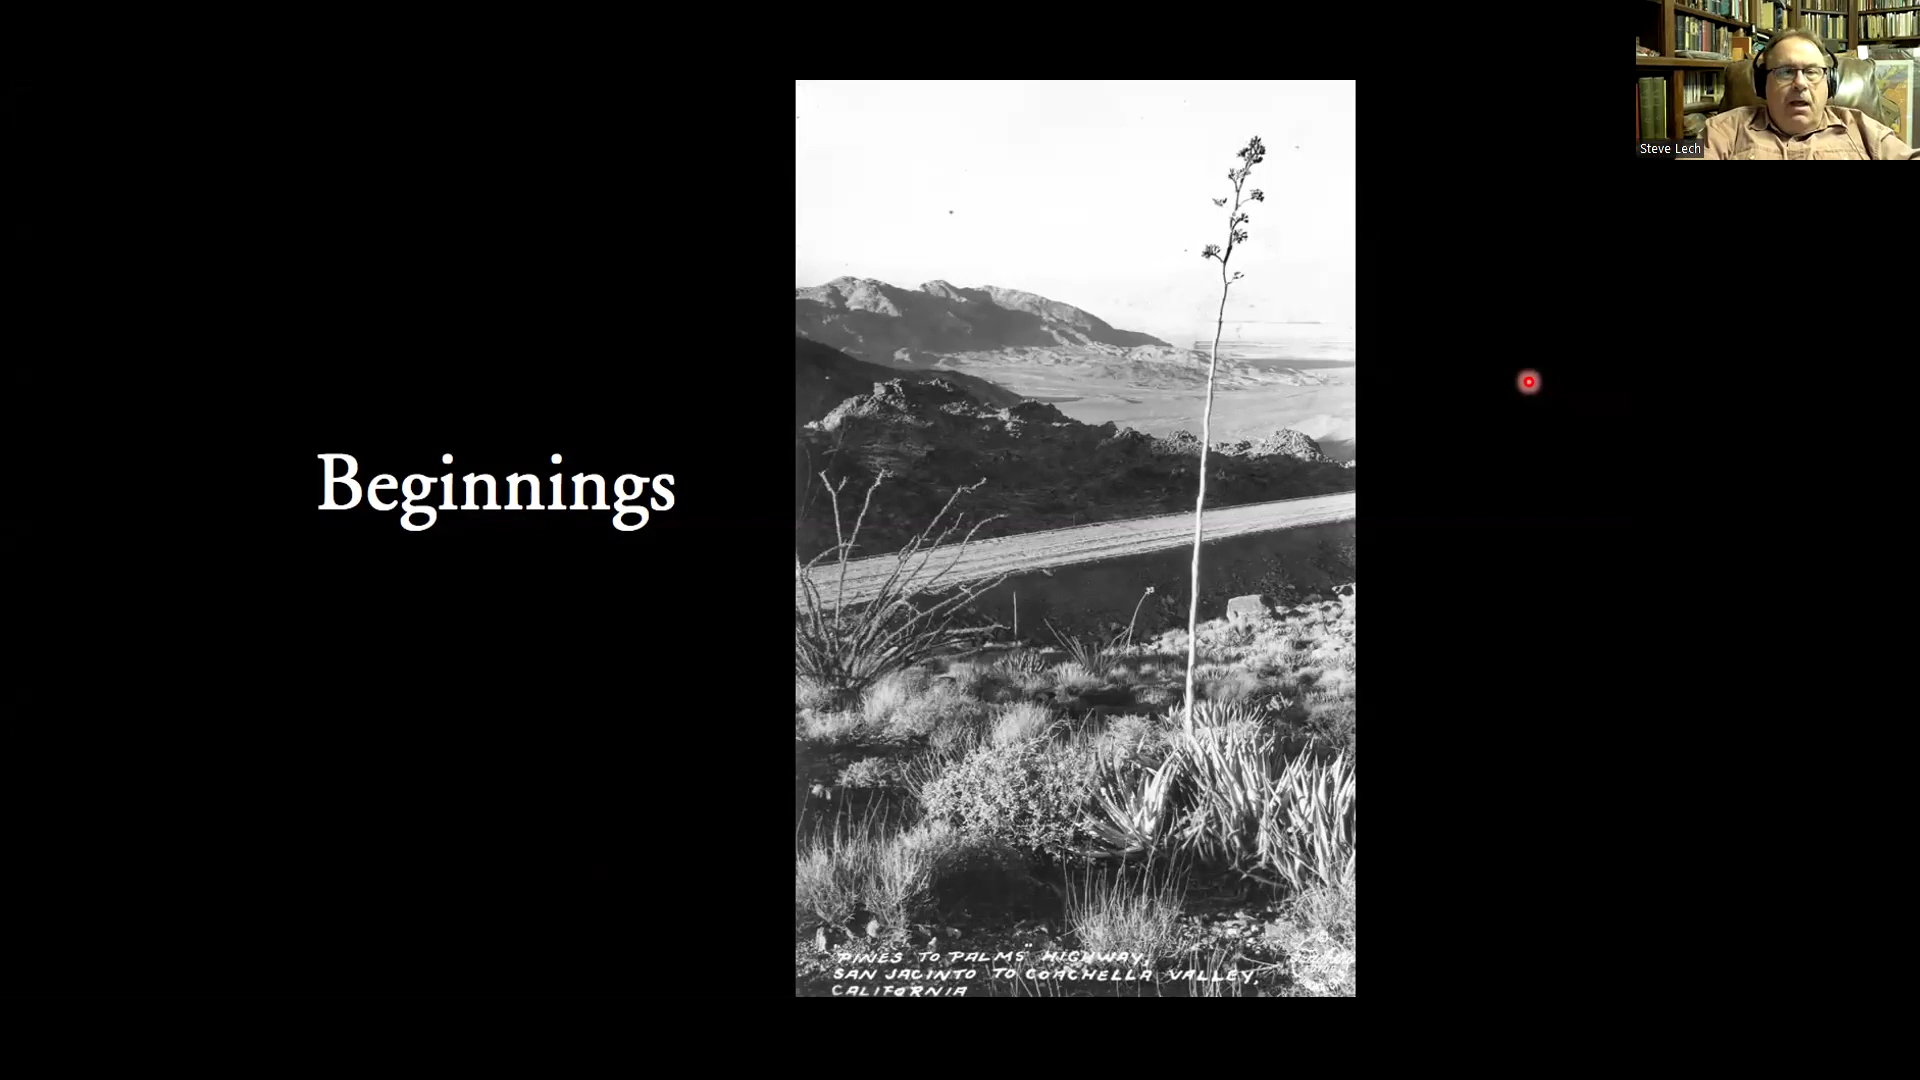 Steve Lech
Beginnings
"PINES TO PALMS" HIGHWAY,
SAN JACINTO TO COACHELLA VALLEY,
CALIFORNIA